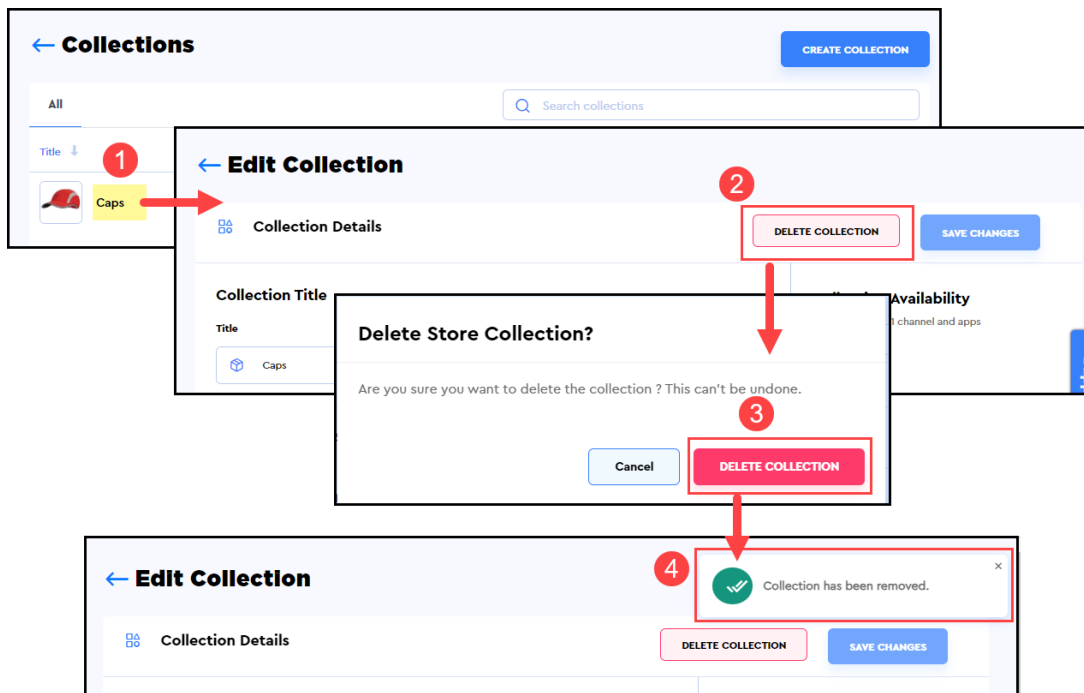 Collections
CREATE COLLECTION
All
Search collections
Title
1
Caps
Edit Collection
2
Collection Details
DELETE COLLECTION
SAVE CHANGES
Collection Title
Availability
channel and apps
Title
Caps
Delete Store Collection?
Are you sure you want to delete the collection ? This can't be undone.
3
Cancel
DELETE COLLECTION
Edit Collection
4
Collection has been removed.
Collection Details
DELETE COLLECTION
SAVE CHANGES